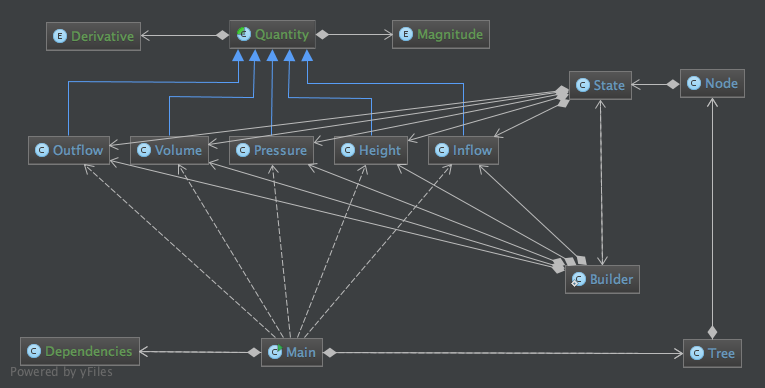 E Derivative
C Quantity
E Magnitude
C State
C Node
C Outflow
C Volume
C Pressure
C Height
C Inflow
C Builder
C Dependencies
C Main
C Tree
Powered by yFiles